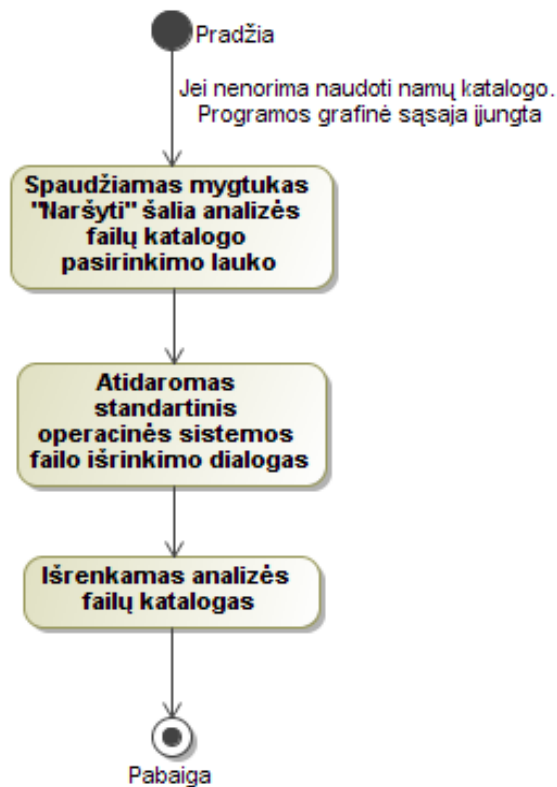 Pradžia
Jei nenorima naudoti namų katalogo.
Programos grafinė sąsaja įjungta
Spaudžiamas mygtukas
"Naršyti" šalia analizės
failų katalogo
pasirinkimo lauko
Atidaromas
standartinis
operacinės sistemos
failo išrinkimo dialogas
Išrenkamas analizės
failų katalogas
Pabaiga